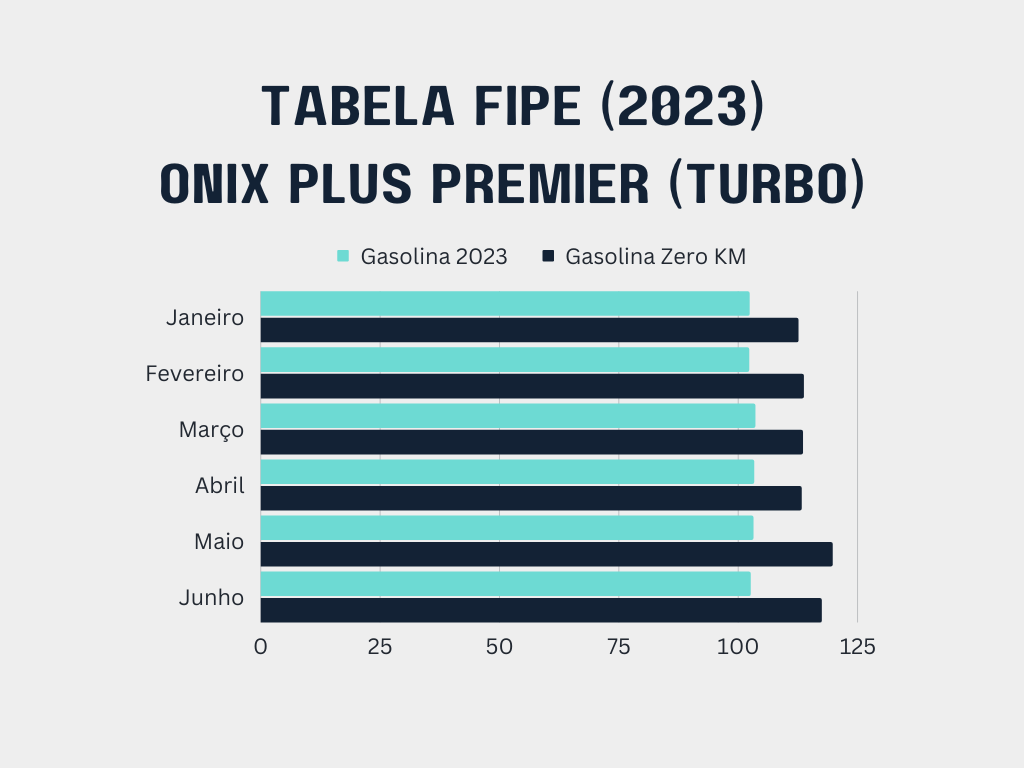 TABELA FIPE (2023)
ONIX PLUS PREMIER (TURBO)
Gasolina 2023 Gasolina Zero KM
Janeiro
Fevereiro
Março
Abril
Maio
Junho
0 25 50 75 100 125